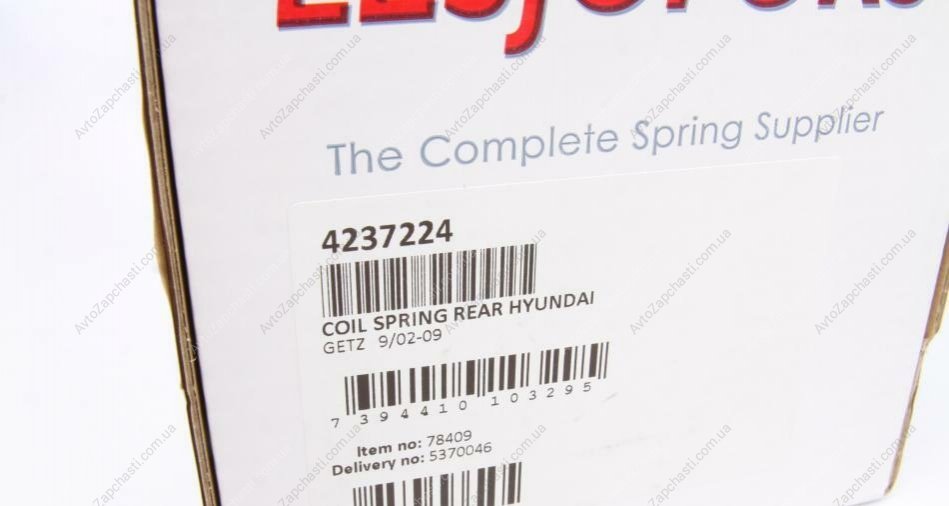 The Complete Spring Supplier
4237224
COIL SPRING REAR HYUNDAI
GETZ 9/02-09
7 394410 103295
Item no: 78409
Delivery no: 5370046
AvtoZapchasti.com.ua